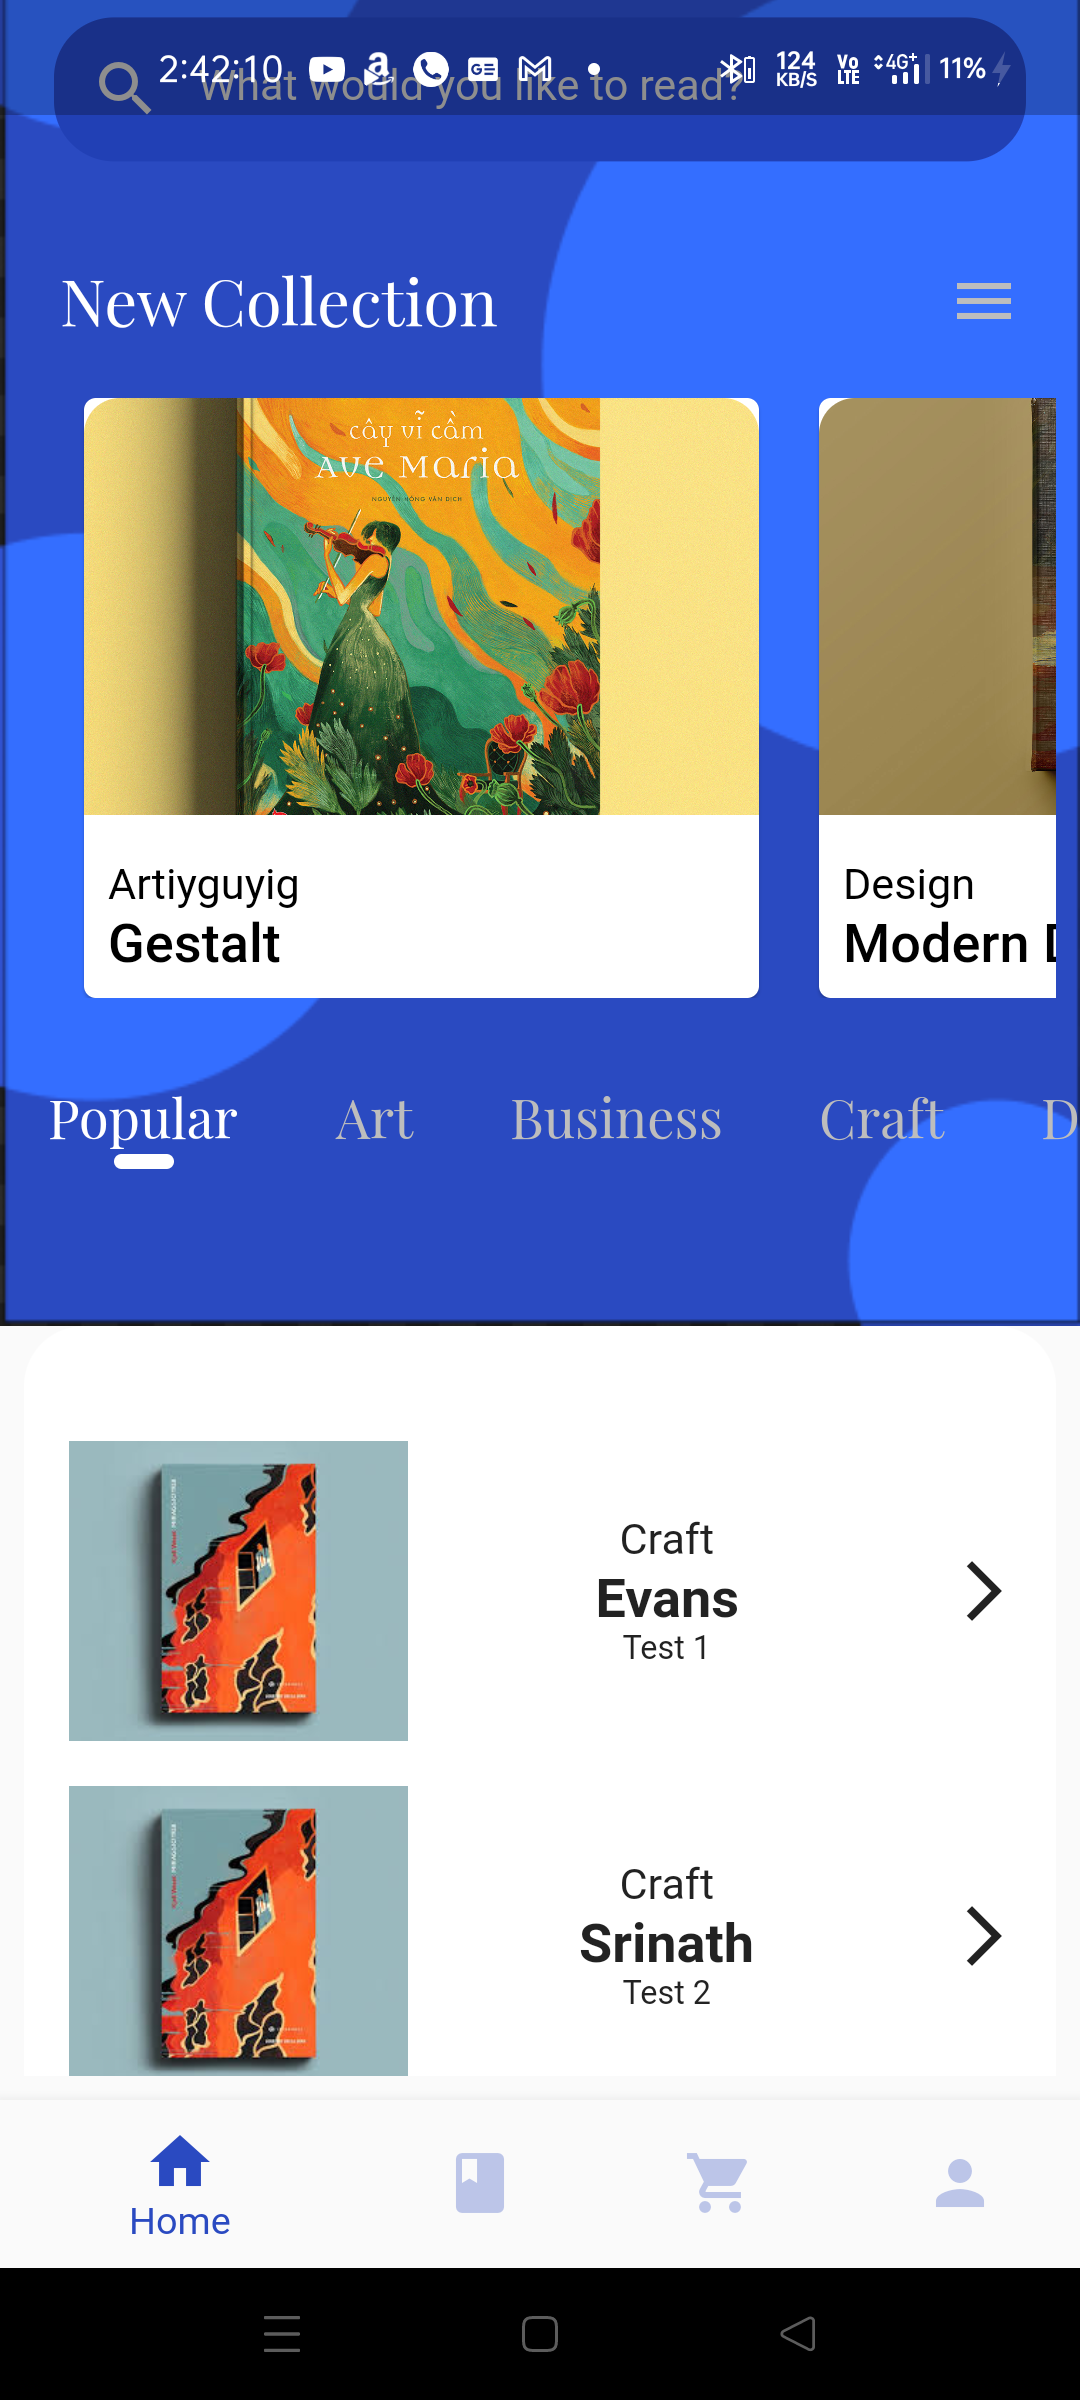 2:42:10 124 KB/S Vo LTE 4G+ 11%
What would you like to read?
New Collection
cây vĩ cầm
AVE MARIA
NGUYỄN HỒNG VÂN DỊCH
Artiyguyig
Gestalt
Design
Modern D
Popular Art Business Craft D
Craft
Evans
Test 1
Craft
Srinath
Test 2
Home